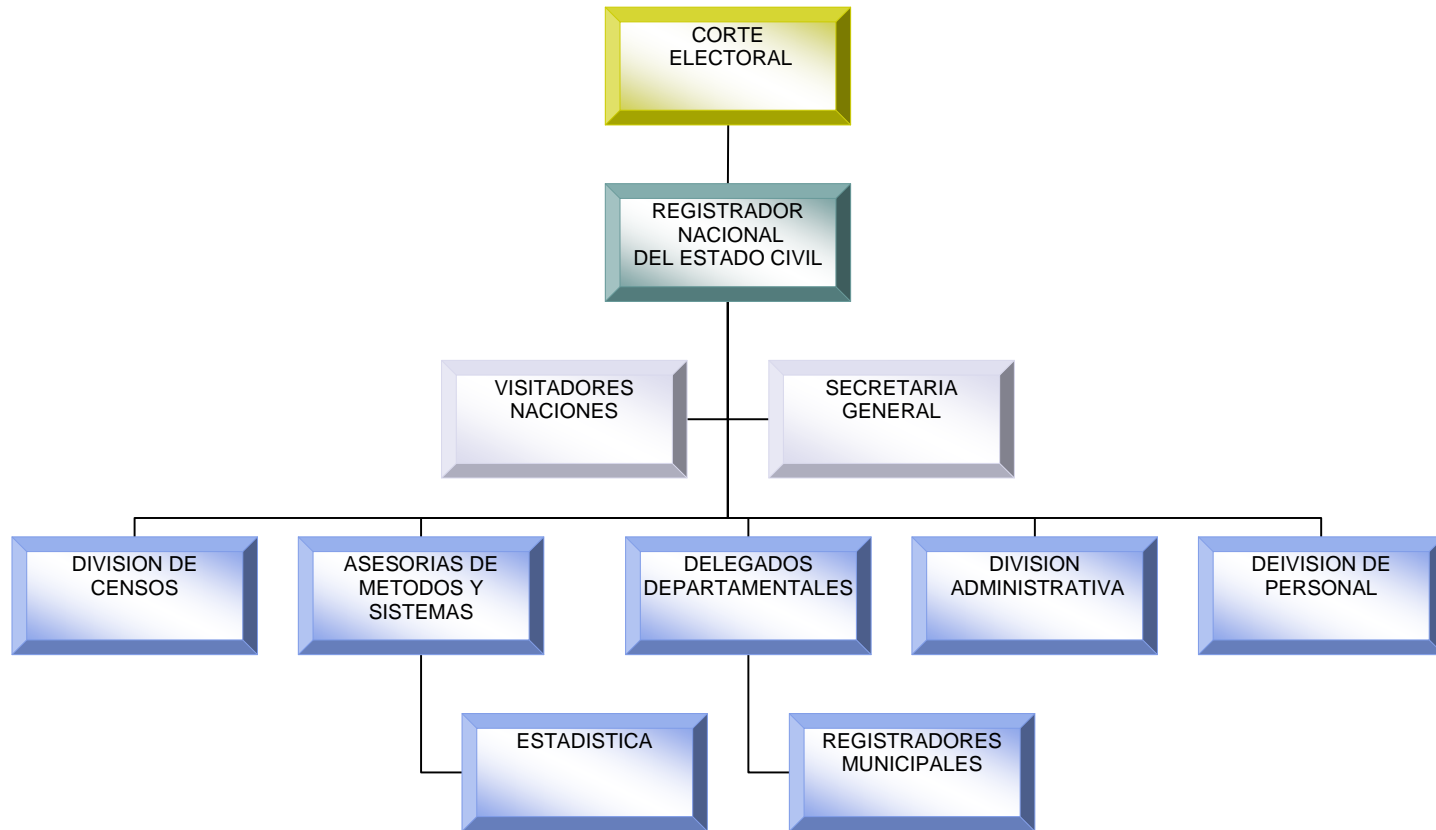 CORTE
ELECTORAL
REGISTRADOR
NACIONAL
DEL ESTADO CIVIL
VISITADORES
NACIONES
SECRETARIA
GENERAL
DIVISION DE
CENSOS
ASESORIAS DE
METODOS Y
SISTEMAS
DELEGADOS
DEPARTAMENTALES
DIVISION
ADMINISTRATIVA
DEIVISION DE
PERSONAL
ESTADISTICA
REGISTRADORES
MUNICIPALES